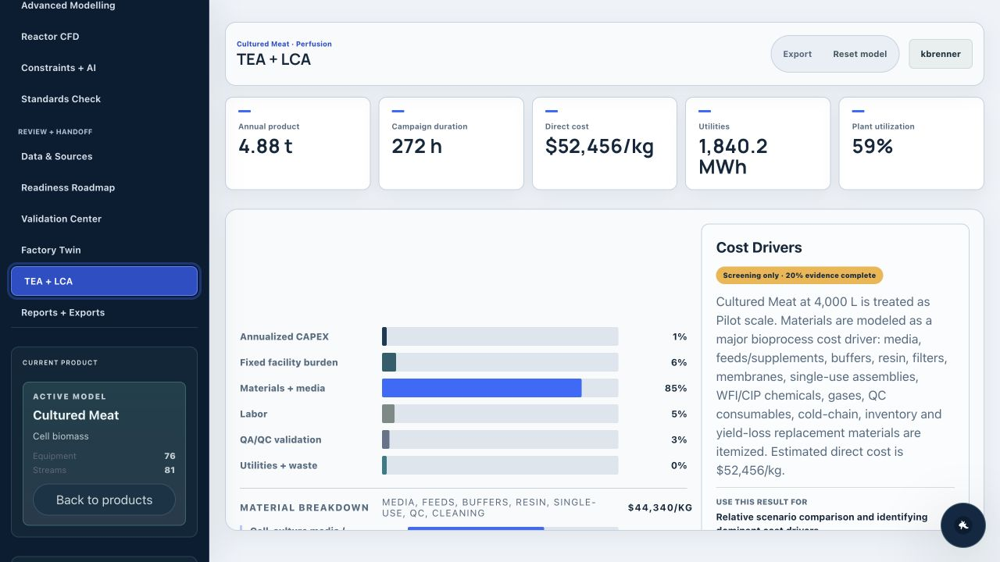 Advanced Modelling
Reactor CFD
Constraints + AI
Standards Check
REVIEW + HANDOFF
Data & Sources
Readiness Roadmap
Validation Center
Factory Twin
TEA + LCA
Reports + Exports
CURRENT PRODUCT
ACTIVE MODEL
Cultured Meat
Cell biomass
Equipment 76
Streams 81
Back to products
Cultured Meat · Perfusion
TEA + LCA
Export
Reset model
kbrenner
Annual product
4.88 t
Campaign duration
272 h
Direct cost
$52,456/kg
Utilities
1,840.2
MWh
Plant utilization
59%
Annualized CAPEX 1%
Fixed facility burden 6%
Materials + media 85%
Labor 5%
QA/QC validation 3%
Utilities + waste 0%
MATERIAL BREAKDOWN
MEDIA, FEEDS, BUFFERS, RESIN, SINGLE-
USE, QC, CLEANING
$44,340/KG
Cell-culture media /
Cost Drivers
Screening only · 20% evidence complete
Cultured Meat at 4,000 L is treated as
Pilot scale. Materials are modeled as a
major bioprocess cost driver: media,
feeds/supplements, buffers, resin, filters,
membranes, single-use assemblies,
WFI/CIP chemicals, gases, QC
consumables, cold-chain, inventory and
yield-loss replacement materials are
itemized. Estimated direct cost is
$52,456/kg.
USE THIS RESULT FOR
Relative scenario comparison and identifying
dominant cost drivers.